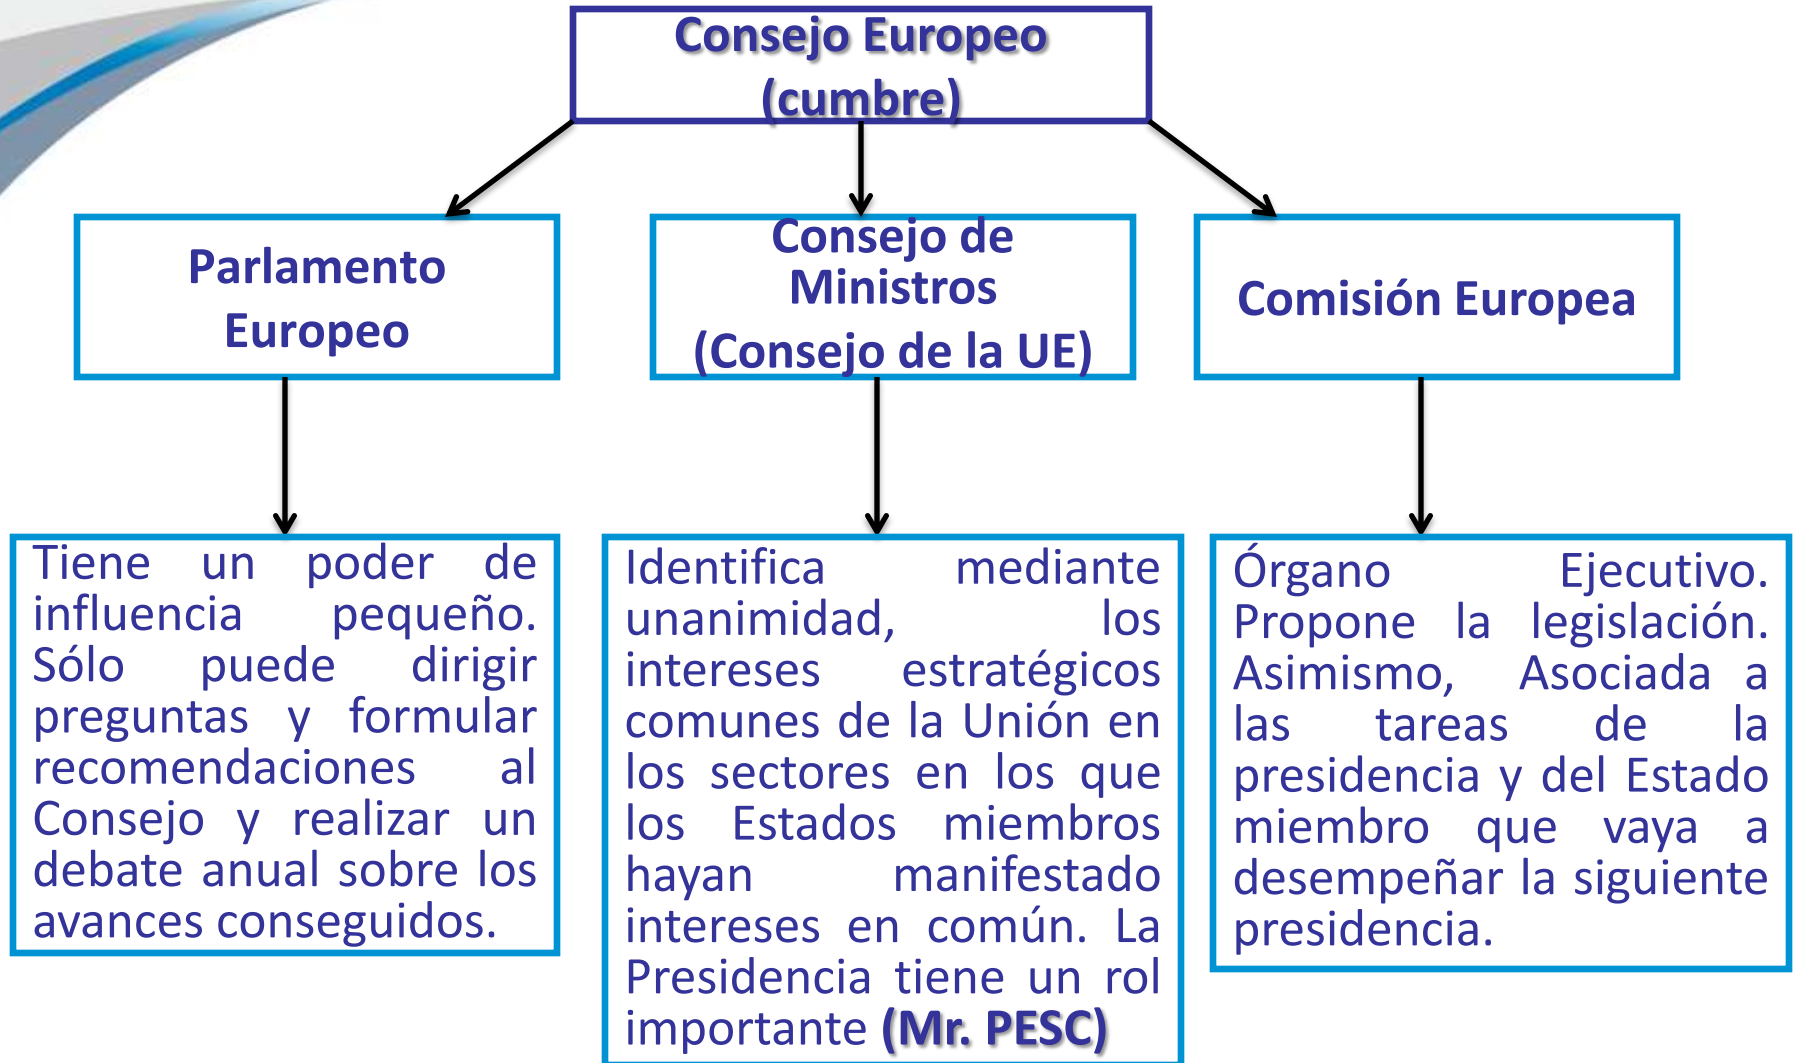 Consejo Europeo
(cumbre)
Parlamento
Europeo
Consejo de
Ministros
(Consejo de la UE)
Comisión Europea
Tiene un poder de
influencia pequeño.
Sólo puede dirigir
preguntas y formular
recomendaciones al
Consejo y realizar un
debate anual sobre los
avances conseguidos.
Identifica mediante
unanimidad, los
intereses estratégicos
comunes de la Unión en
los sectores en los que
los Estados miembros
hayan manifestado
intereses en común. La
Presidencia tiene un rol
importante (Mr. PESC)
Órgano Ejecutivo.
Propone la legislación.
Asimismo, Asociada a
las tareas de la
presidencia y del Estado
miembro que vaya a
desempeñar la siguiente
presidencia.